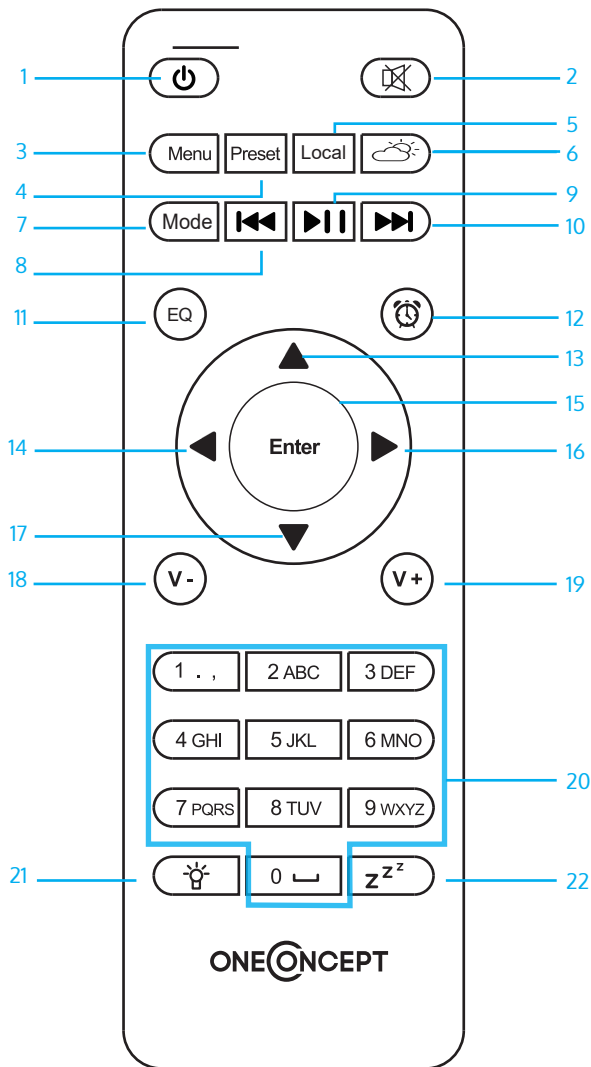 1
2
5
3
Menu
Preset
Local
6
4
9
7
Mode
10
8
11
EQ
12
13
15
14
Enter
16
17
18
V -
V +
19
1 . ,
2 ABC
3 DEF
4 GHI
5 JKL
6 MNO
20
7 PQRS
8 TUV
9 WXYZ
21
0
z z z
22
ONECONCEPT